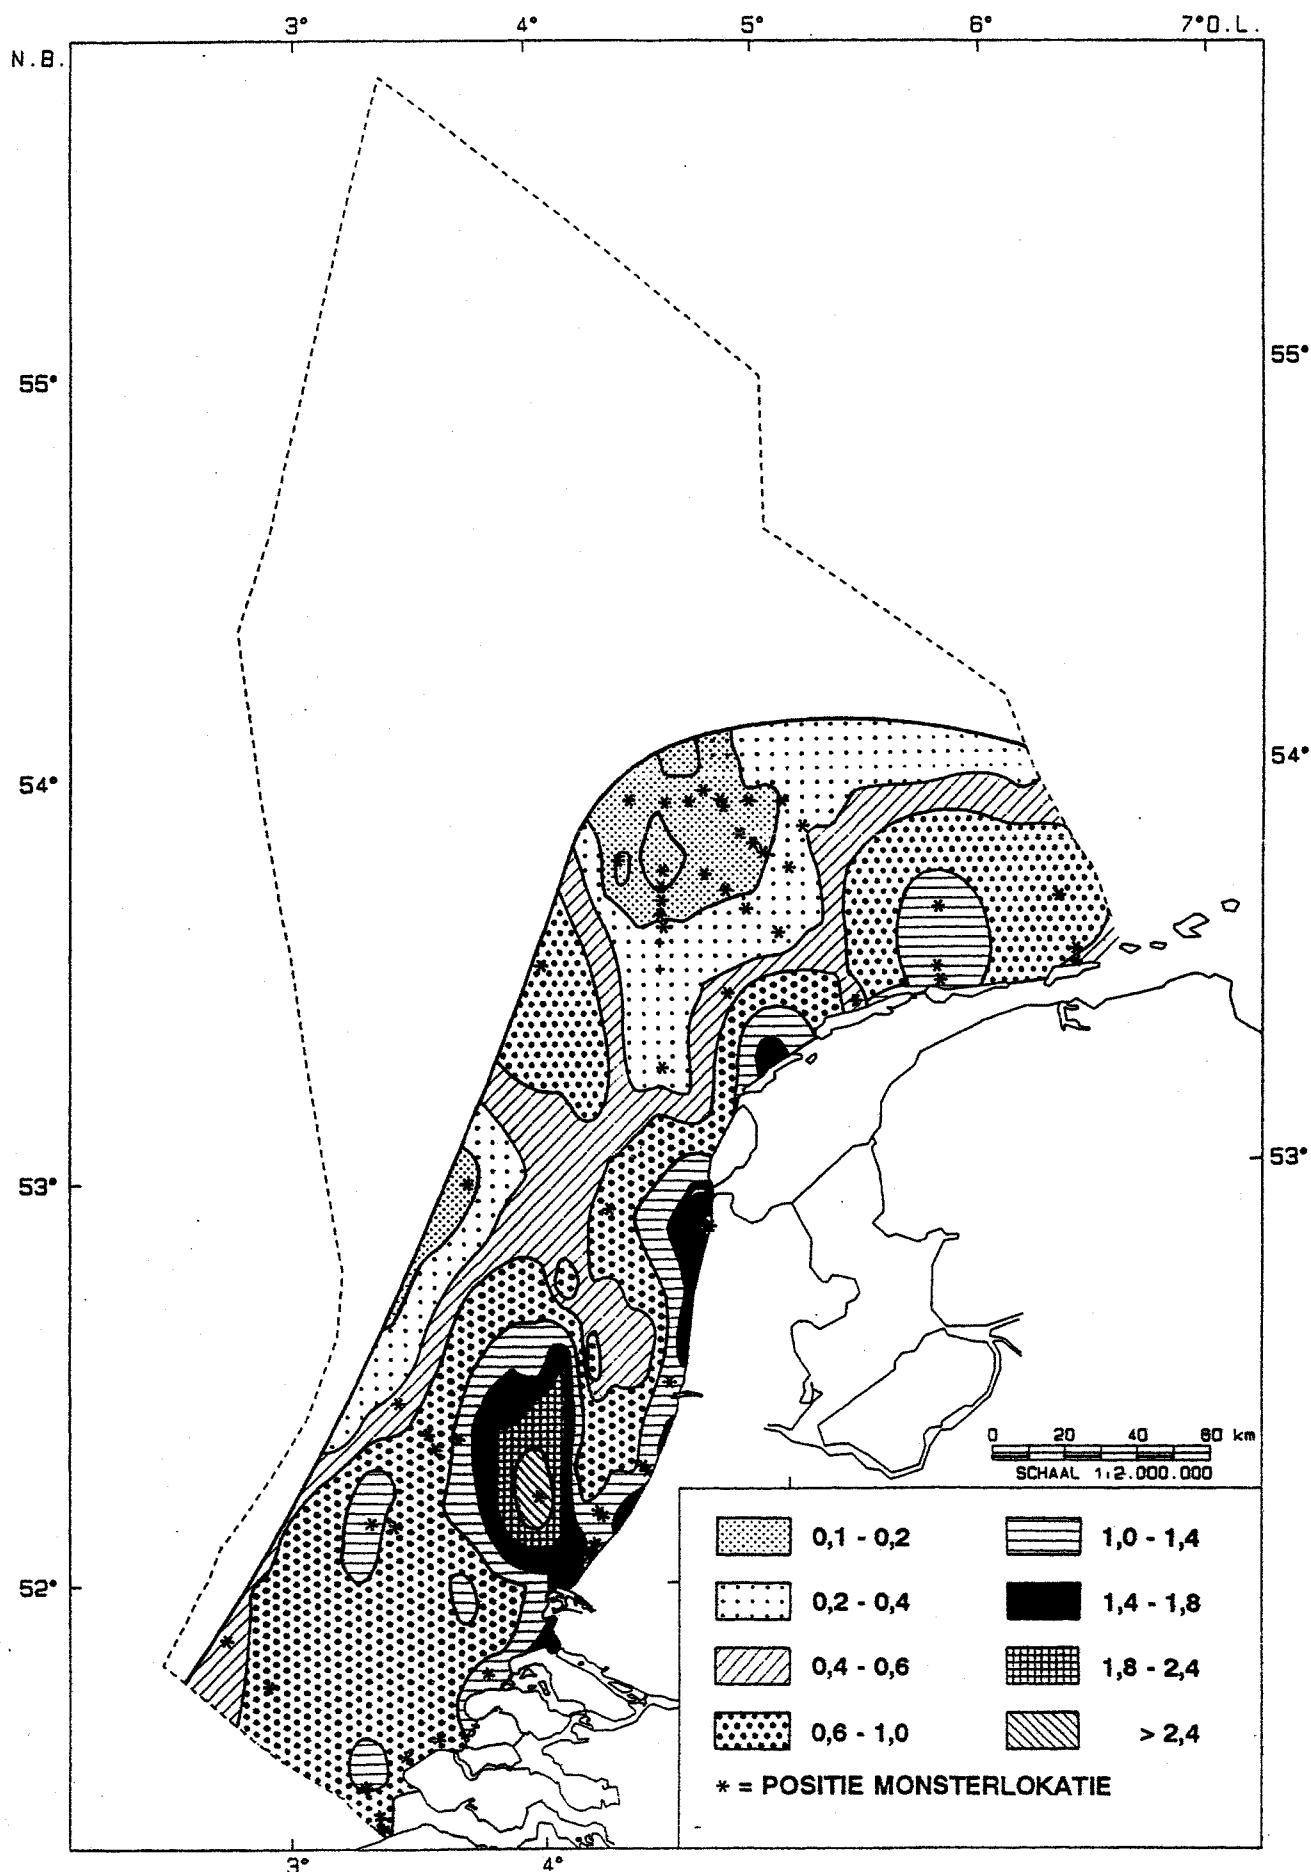 3° 4° 5° 6° 7°O.L.
N.B.
55° 55°
54° 54°
53° 53°
52°
0 20 40 60 km
SCHAAL 1:2.000.000
0,1 - 0,2 1,0 - 1,4
0,2 - 0,4 1,4 - 1,8
0,4 - 0,6 1,8 - 2,4
0,6 - 1,0 > 2,4
* = POSITIE MONSTERLOKATIE
3° 4°